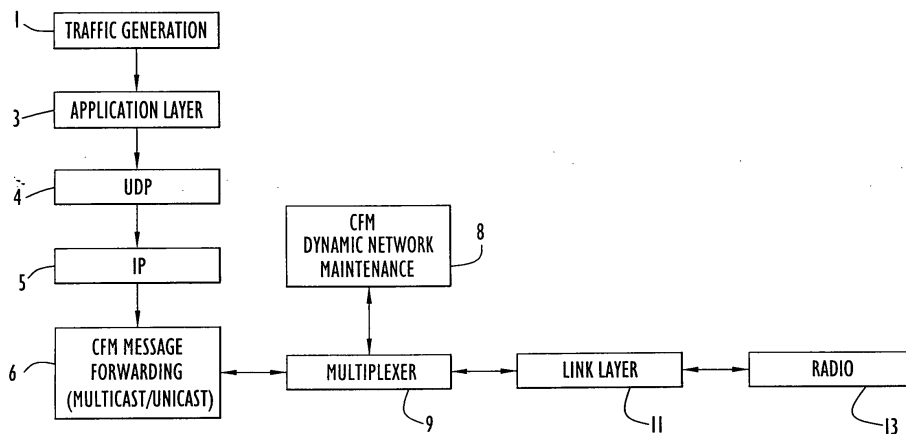 1
TRAFFIC GENERATION
3
APPLICATION LAYER
4
UDP
5
IP
6
CFM MESSAGE
FORWARDING
(MULTICAST/UNICAST)
CFM
DYNAMIC NETWORK
MAINTENANCE
8
MULTIPLEXER
9
LINK LAYER
11
RADIO
13